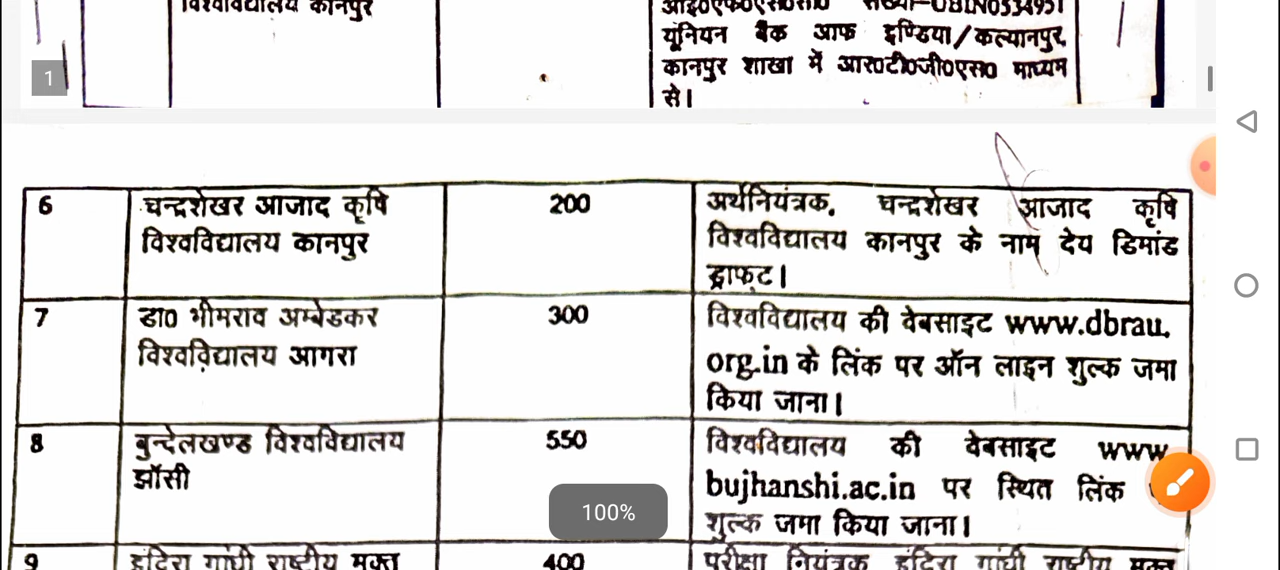 विश्वविद्यालय कानपुर
आई०एफ०एस०सी० संख्या-UBIN0534951
यूनियन बैंक आफ इण्डिया/कल्यानपुर,
कानपुर शाखा में आर०टी०जी०एस० माध्यम
से।
1
6 चन्द्रशेखर आजाद कृषि 200 अर्थनियंत्रक, चन्द्रशेखर आजाद कृषि
विश्वविद्यालय कानपुर विश्वविद्यालय कानपुर के नाम देय डिमांड
ड्राफ्ट।
7 डा० भीमराव अम्बेडकर 300 विश्वविद्यालय की वेबसाइट www.dbrau.
विश्वविद्यालय आगरा org.in के लिंक पर ऑन लाइन शुल्क जमा
किया जाना।
8 बुन्देलखण्ड विश्वविद्यालय 550 विश्वविद्यालय की वेबसाइट www
झॉसी bujhanshi.ac.in पर स्थित लिंक
शुल्क जमा किया जाना।
9 इंदिरा गांधी राष्ट्रीय मुक्त 400 परीक्षा नियंत्रक इंदिरा गांधी राष्ट्रीय मुक्त
100%